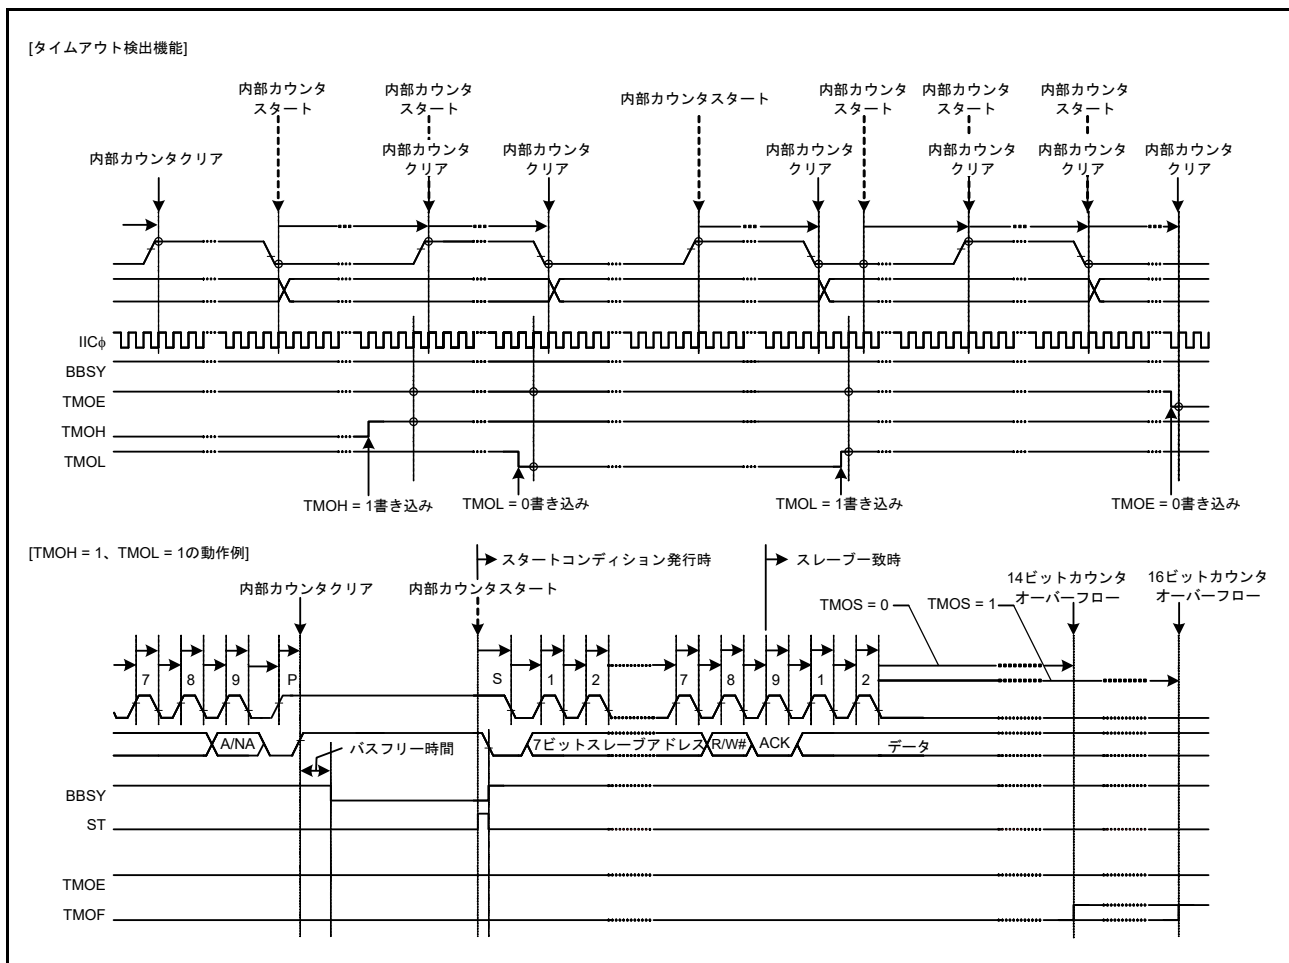 [タイムアウト検出機能]
内部カウンタクリア
内部カウンタ
スタート
内部カウンタ
スタート
内部カウンタ
クリア
内部カウンタ
クリア
内部カウンタスタート
内部カウンタ
クリア
内部カウンタ
スタート
内部カウンタ
スタート
内部カウンタ
クリア
内部カウンタ
スタート
内部カウンタ
クリア
内部カウンタ
クリア
IICφ
BBSY
TMOE
TMOH
TMOL
TMOH = 1書き込み
TMOL = 0書き込み
TMOL = 1書き込み
TMOE = 0書き込み
[TMOH = 1、TMOL = 1の動作例]
スタートコンディション発行時
スレーブ一致時
内部カウンタクリア
内部カウンタスタート
TMOS = 0
TMOS = 1
14ビットカウンタ
オーバーフロー
16ビットカウンタ
オーバーフロー
7 8 9 P S 1 2 7 8 9 1 2
A/NA
バスフリー時間
7ビットスレーブアドレス
R/W#
ACK
データ
BBSY
ST
TMOE
TMOF